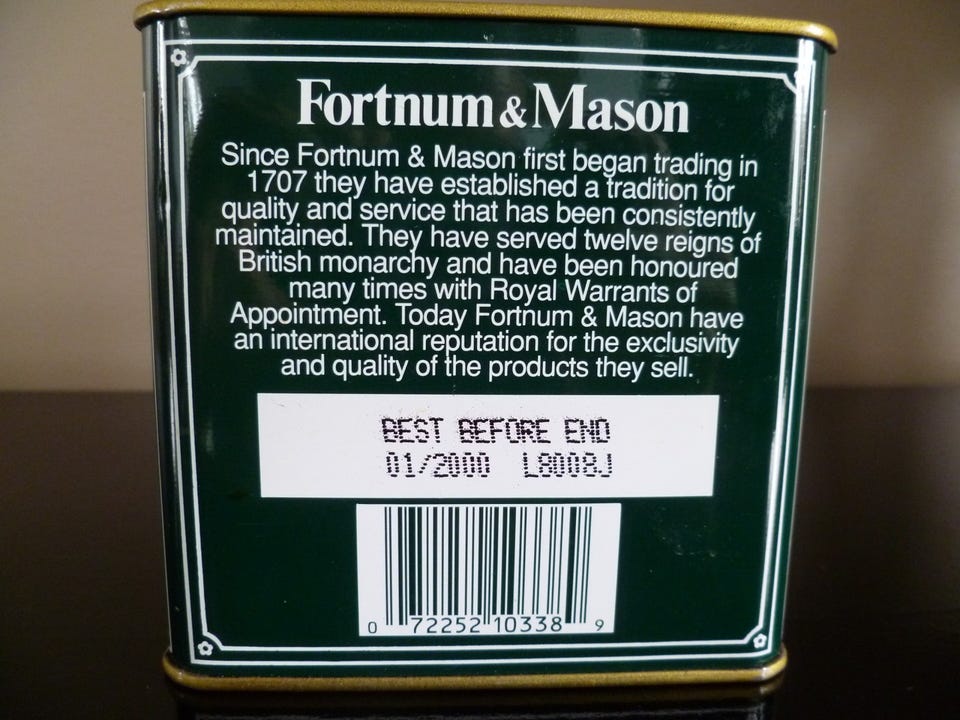 Fortnum & Mason
Since Fortnum & Mason first began trading in
1707 they have established a tradition for
quality and service that has been consistently
maintained. They have served twelve reigns of
British monarchy and have been honoured
many times with Royal Warrants of
Appointment. Today Fortnum & Mason have
an international reputation for the exclusivity
and quality of the products they sell.
BEST BEFORE END
01/2000 L8008J
0 72252 10338 9